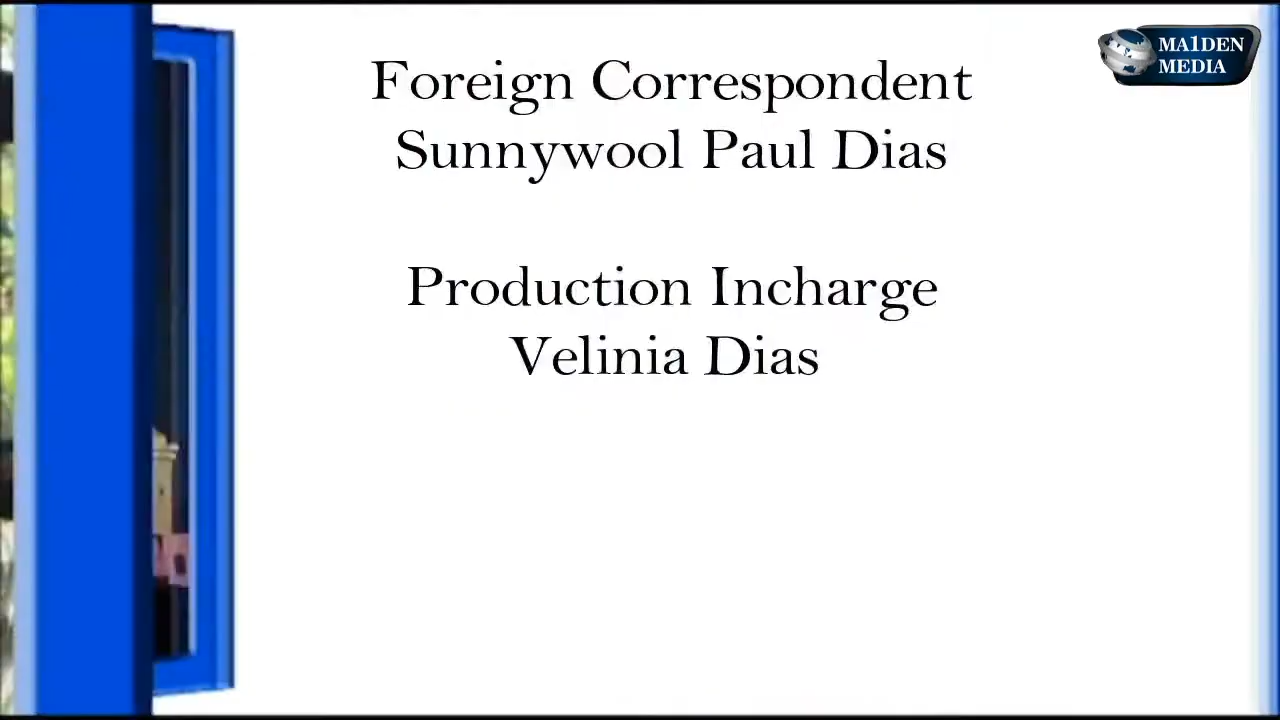 MA1DEN
MEDIA
Foreign Correspondent
Sunnywool Paul Dias
Production Incharge
Velinia Dias